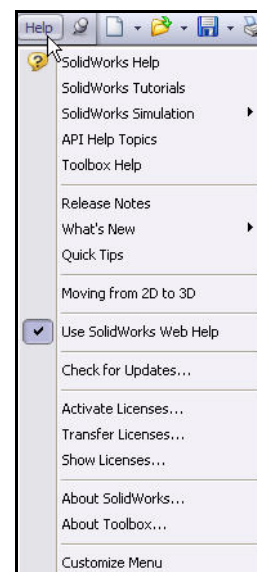 Help
SolidWorks Help
SolidWorks Tutorials
SolidWorks Simulation
API Help Topics
Toolbox Help
Release Notes
What's New
Quick Tips
Moving from 2D to 3D
Use SolidWorks Web Help
Check for Updates...
Activate Licenses...
Transfer Licenses...
Show Licenses...
About SolidWorks...
About Toolbox...
Customize Menu